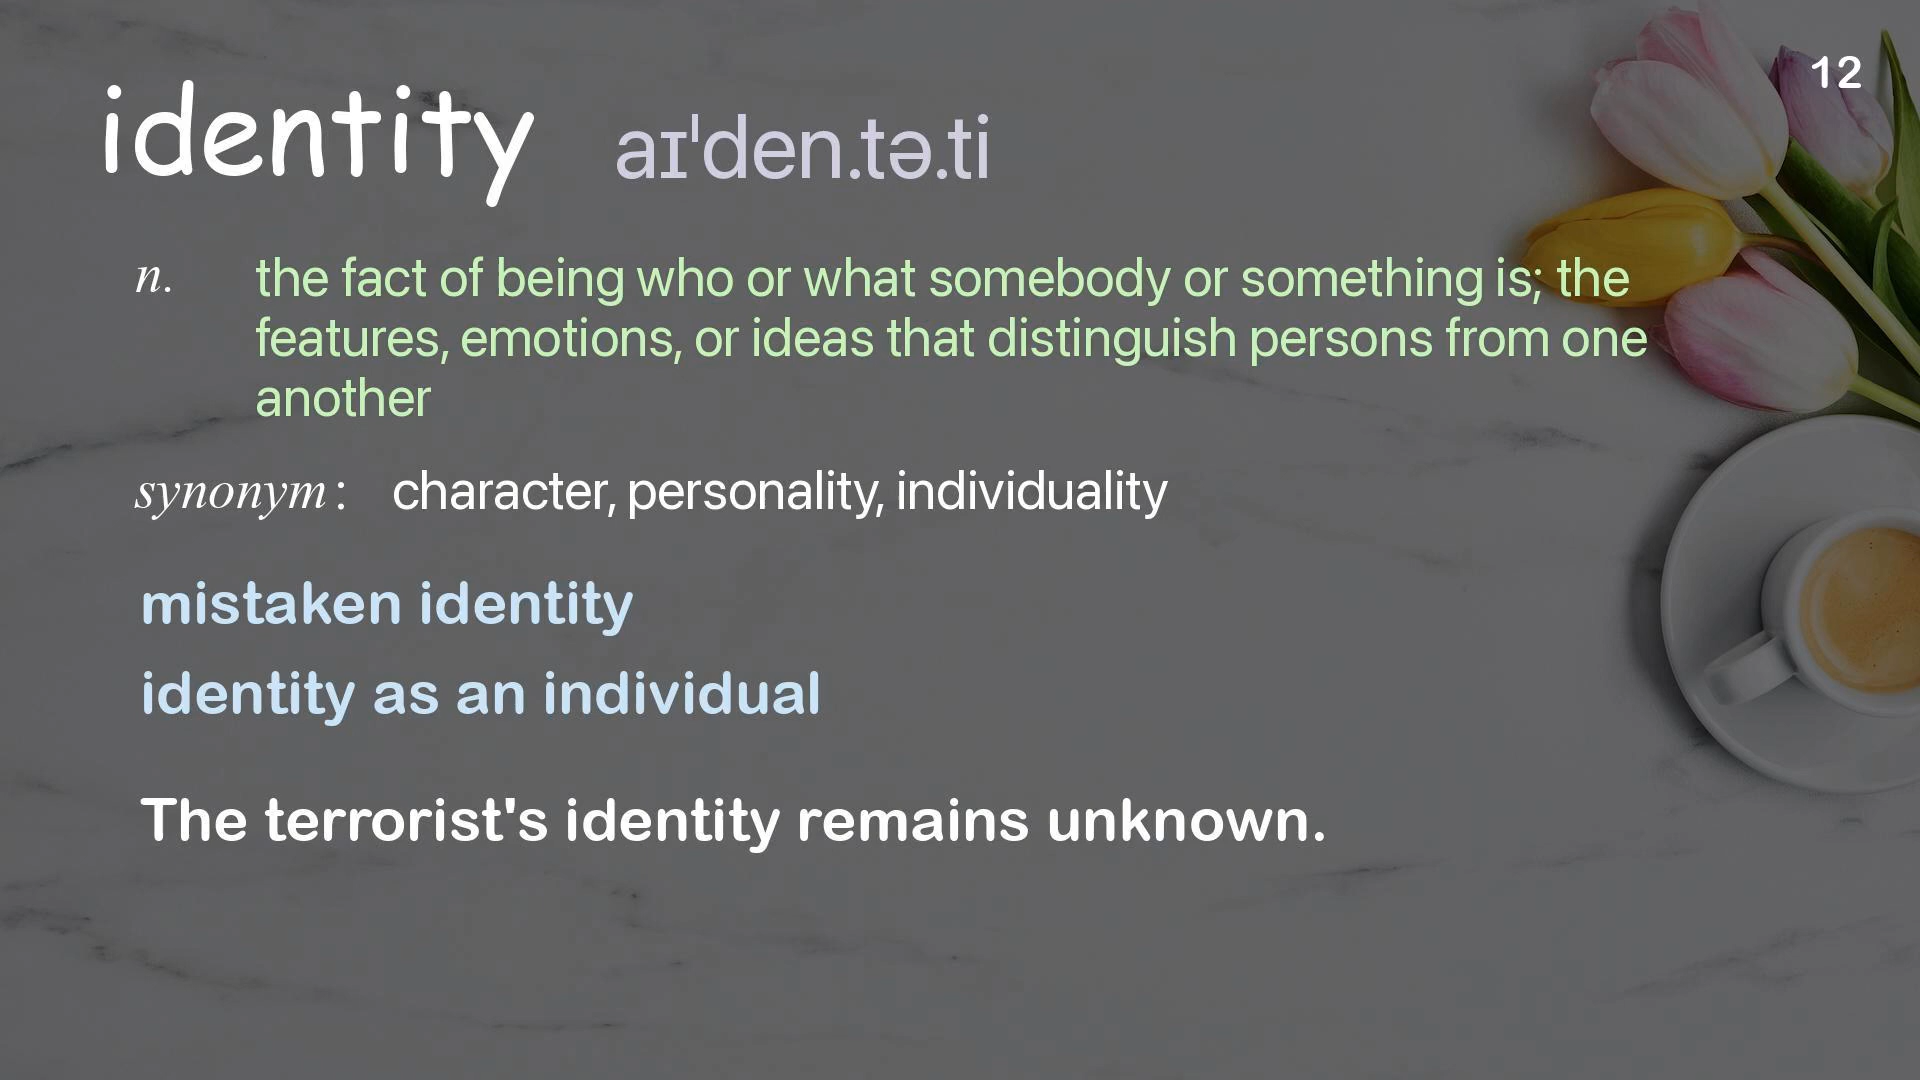 12
identity aɪˈden.tə.ti
n. the fact of being who or what somebody or something is; the
features, emotions, or ideas that distinguish persons from one
another
synonym: character, personality, individuality
mistaken identity
identity as an individual
The terrorist's identity remains unknown.